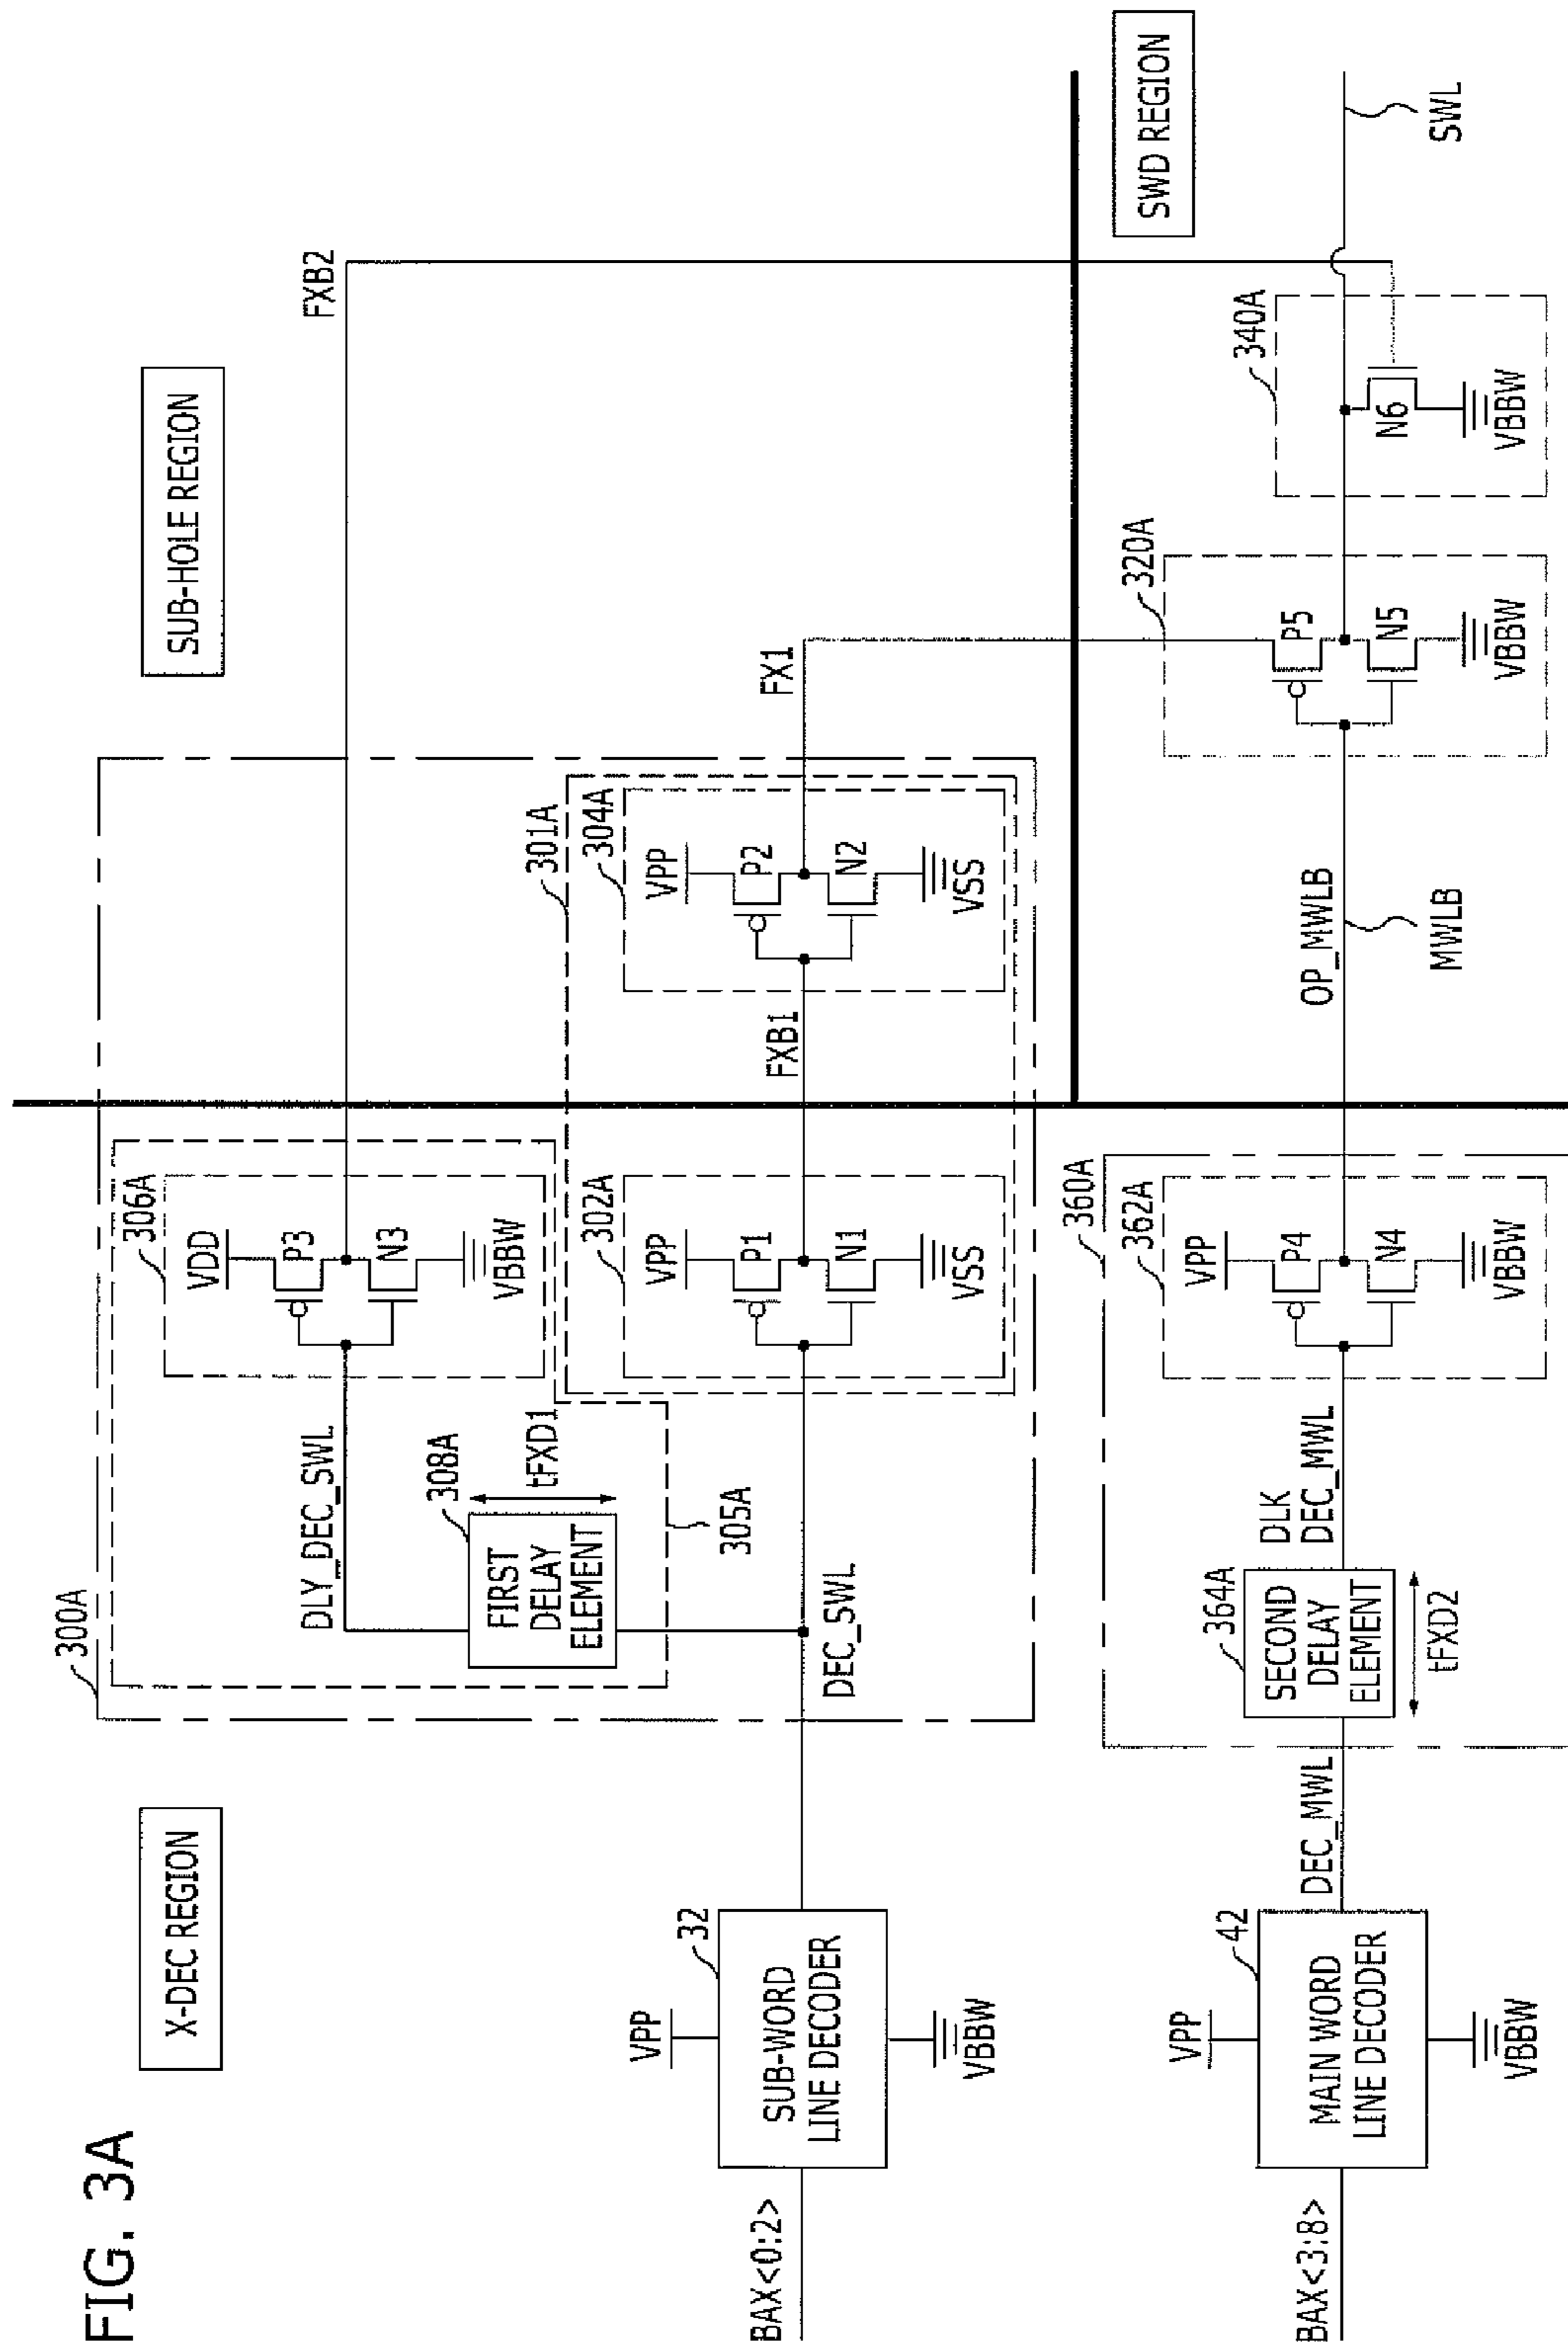 FIG. 3A
X-DEC REGION
SUB-HOLE REGION
SWD REGION
300A
DLY_DEC_SWL
306A
VDD
P3
N3
VBBW
FXB2
308A
FIRST
DELAY
ELEMENT
tFXD1
305A
301A
304A
VPP
P2
N2
VSS
302A
VPP
P1
N1
VSS
FXB1
FX1
32
VPP
SUB-WORD
LINE DECODER
VBBW
BAX<0:2>
DEC_SWL
360A
362A
VPP
P4
N4
VBBW
320A
P5
N5
VBBW
340A
N6
VBBW
42
VPP
MAIN WORD
LINE DECODER
VBBW
BAX<3:8>
DEC_MWL
364A
SECOND
DELAY
ELEMENT
tFXD2
DLK
DEC_MWL
OP_MWLB
MWLB
SWL